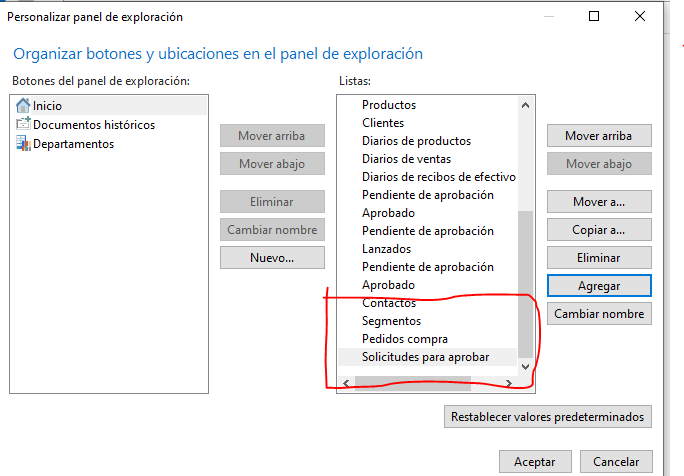 Personalizar panel de exploración
Organizar botones y ubicaciones en el panel de exploración
Botones del panel de exploración:
Inicio
Documentos históricos
Departamentos
Mover arriba
Mover abajo
Eliminar
Cambiar nombre
Nuevo...
Listas:
Productos
Clientes
Diarios de productos
Diarios de ventas
Diarios de recibos de efectivo
Pendiente de aprobación
Aprobado
Pendiente de aprobación
Lanzados
Pendiente de aprobación
Aprobado
Contactos
Segmentos
Pedidos compra
Solicitudes para aprobar
Mover arriba
Mover abajo
Mover a...
Copiar a...
Eliminar
Agregar
Cambiar nombre
Restablecer valores predeterminados
Aceptar
Cancelar